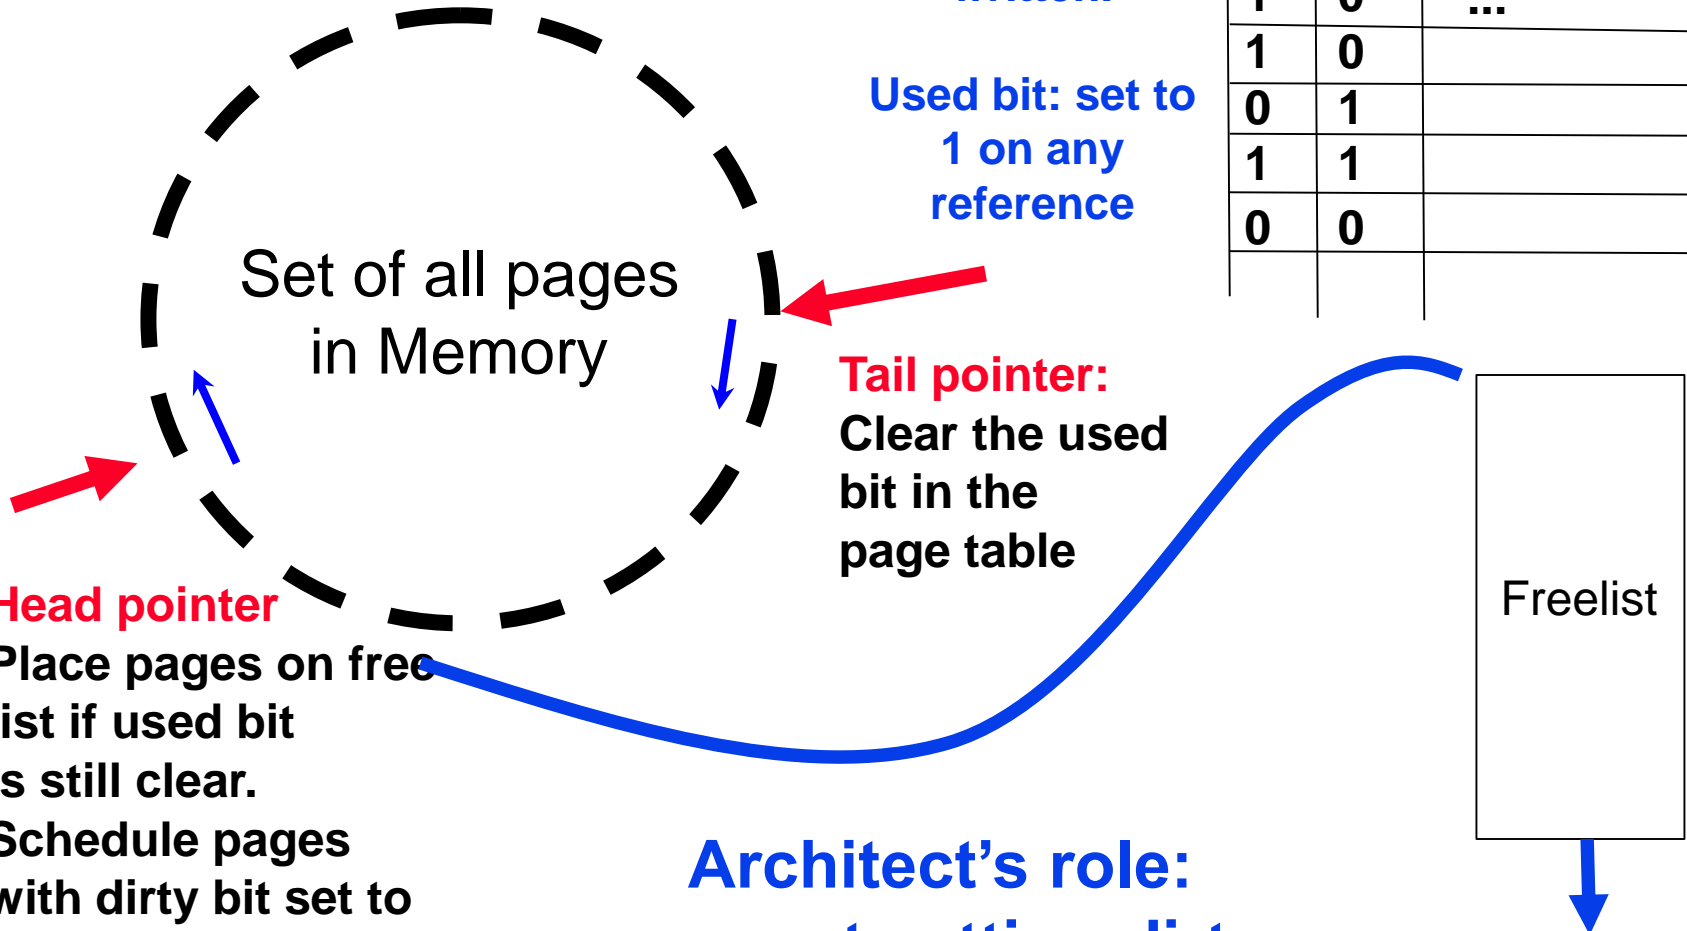 1 0 ...
1 0
Used bit: set to
1 on any
reference
0 1
1 1
0 0
Set of all pages
in Memory
Tail pointer:
Clear the used
bit in the
page table
Freelist
Head pointer
Place pages on free
list if used bit
is still clear.
Schedule pages
with dirty bit set to
Architect's role: